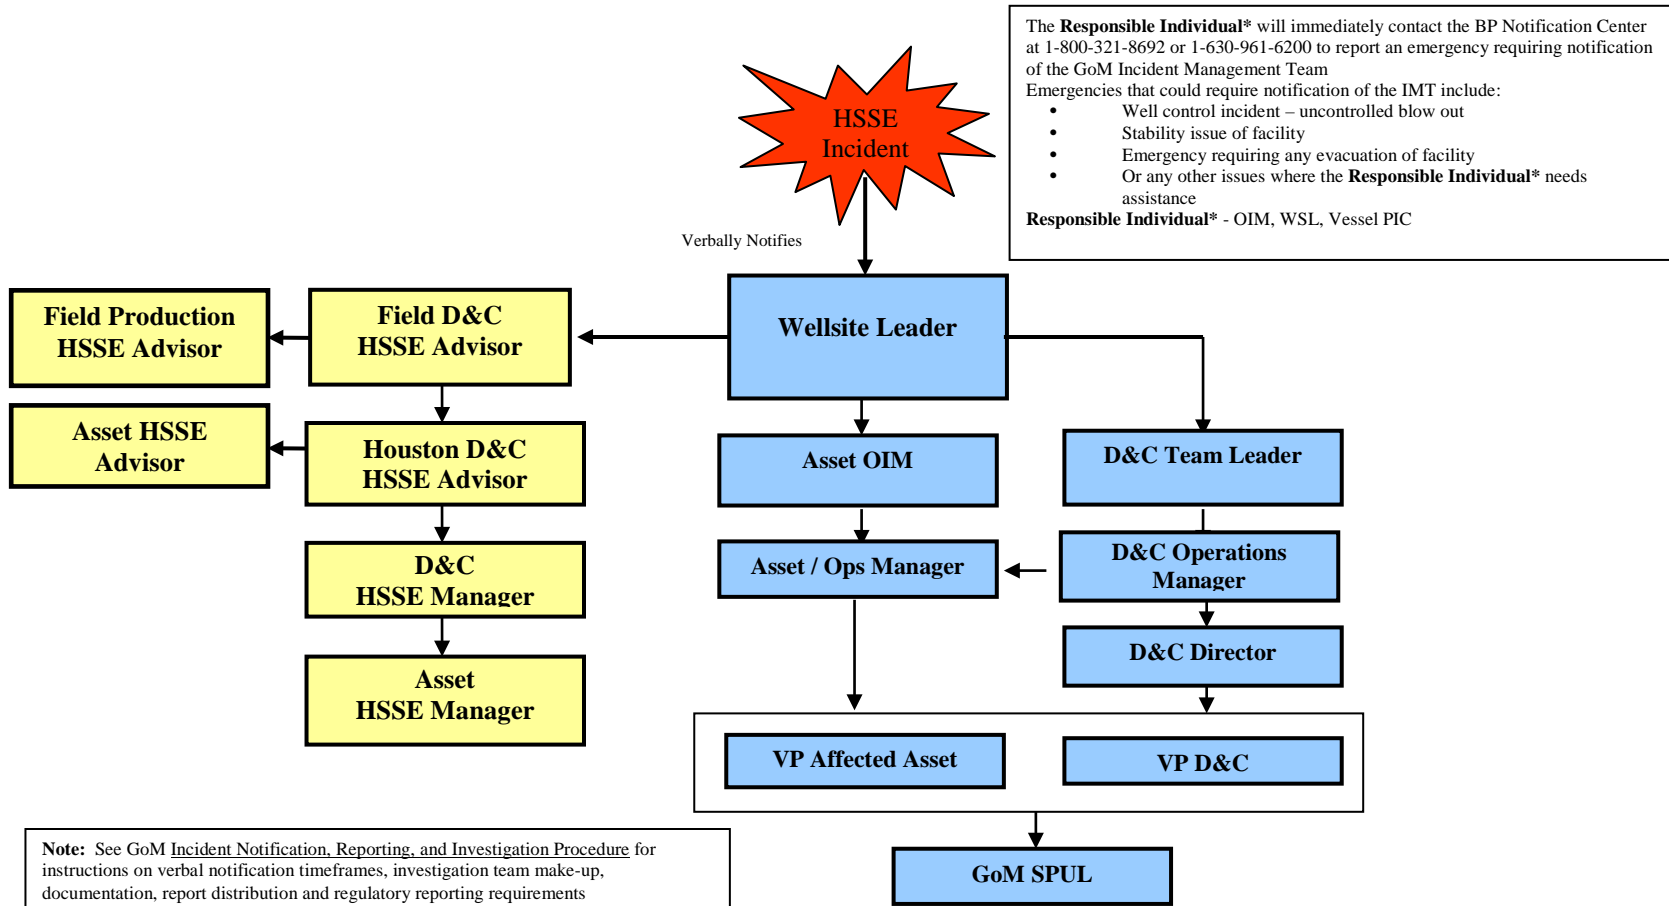 The Responsible Individual* will immediately contact the BP Notification Center
at 1-800-321-8692 or 1-630-961-6200 to report an emergency requiring notification
of the GoM Incident Management Team
Emergencies that could require notification of the IMT include:
• Well control incident – uncontrolled blow out
• Stability issue of facility
• Emergency requiring any evacuation of facility
• Or any other issues where the Responsible Individual* needs
assistance
Responsible Individual* - OIM, WSL, Vessel PIC
HSSE
Incident
Verbally Notifies
Wellsite Leader
Field Production
HSSE Advisor
Field D&C
HSSE Advisor
Asset HSSE
Advisor
Houston D&C
HSSE Advisor
D&C
HSSE Manager
Asset
HSSE Manager
Asset OIM
D&C Team Leader
Asset / Ops Manager
D&C Operations
Manager
D&C Director
VP Affected Asset
VP D&C
GoM SPUL
Note: See GoM Incident Notification, Reporting, and Investigation Procedure for
instructions on verbal notification timeframes, investigation team make-up,
documentation, report distribution and regulatory reporting requirements